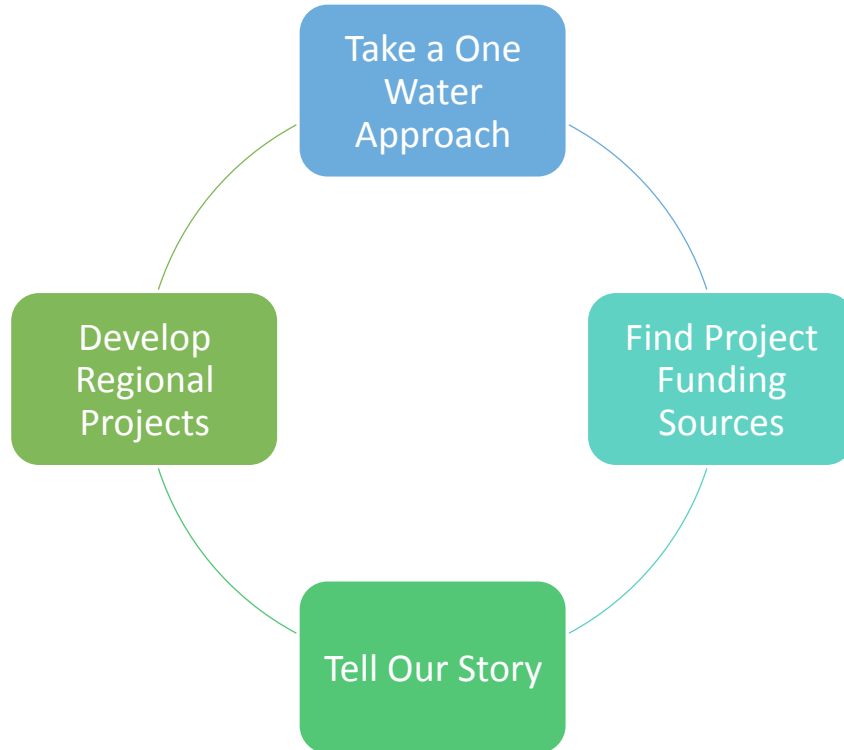 Take a One
Water
Approach
Develop
Regional
Projects
Find Project
Funding
Sources
Tell Our Story